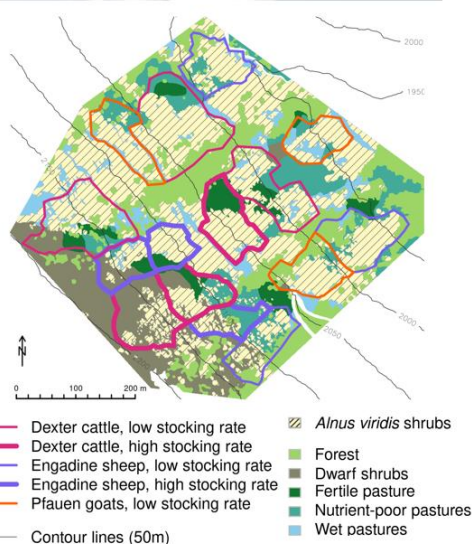 2000
1950
2000
2050
N
0 100 200 m
Dexter cattle, low stocking rate
Dexter cattle, high stocking rate
Engadine sheep, low stocking rate
Engadine sheep, high stocking rate
Pfauen goats, low stocking rate
Contour lines (50m)
Alnus viridis shrubs
Forest
Dwarf shrubs
Fertile pasture
Nutrient-poor pastures
Wet pastures